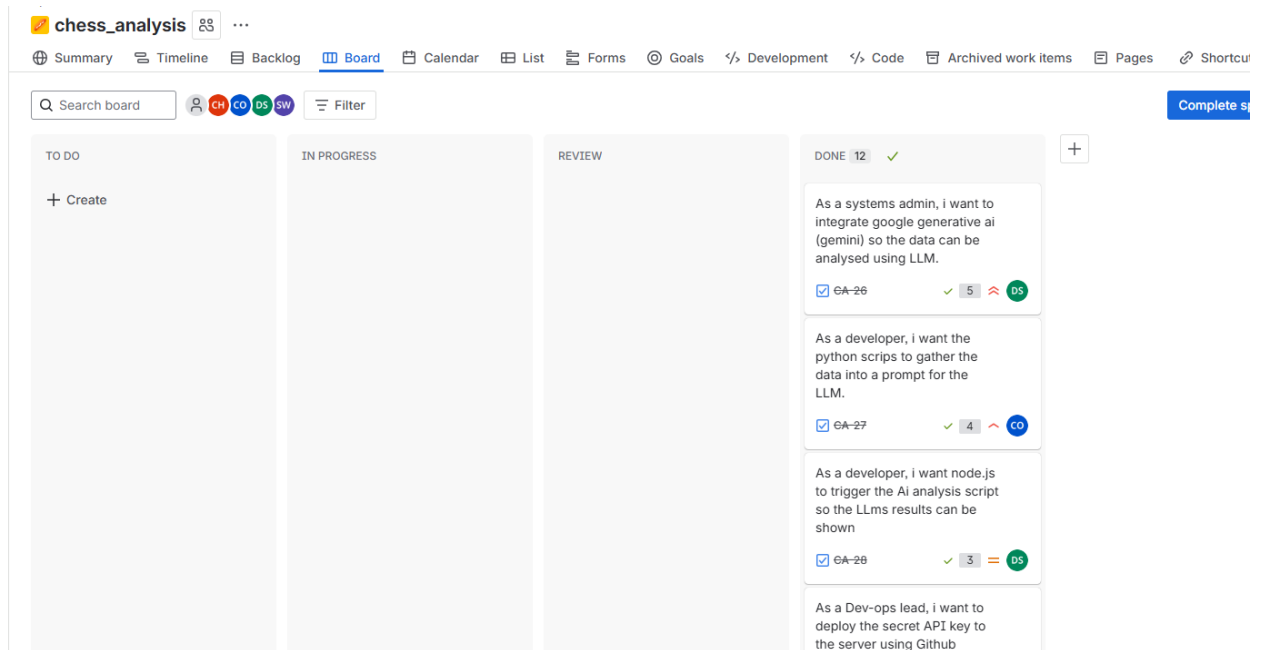 chess_analysis
Summary Timeline Backlog Board Calendar List Forms Goals Development Code Archived work items Pages Shortcut
Search board CH CO DS SW Filter Complete sp
TO DO IN PROGRESS REVIEW DONE 12
Create
As a systems admin, i want to
integrate google generative ai
(gemini) so the data can be
analysed using LLM.
CA-26 5 DS
As a developer, i want the
python scrips to gather the
data into a prompt for the
LLM.
CA-27 4 CO
As a developer, i want node.js
to trigger the Ai analysis script
so the LLms results can be
shown
CA-28 3 DS
As a Dev-ops lead, i want to
deploy the secret API key to
the server using Github